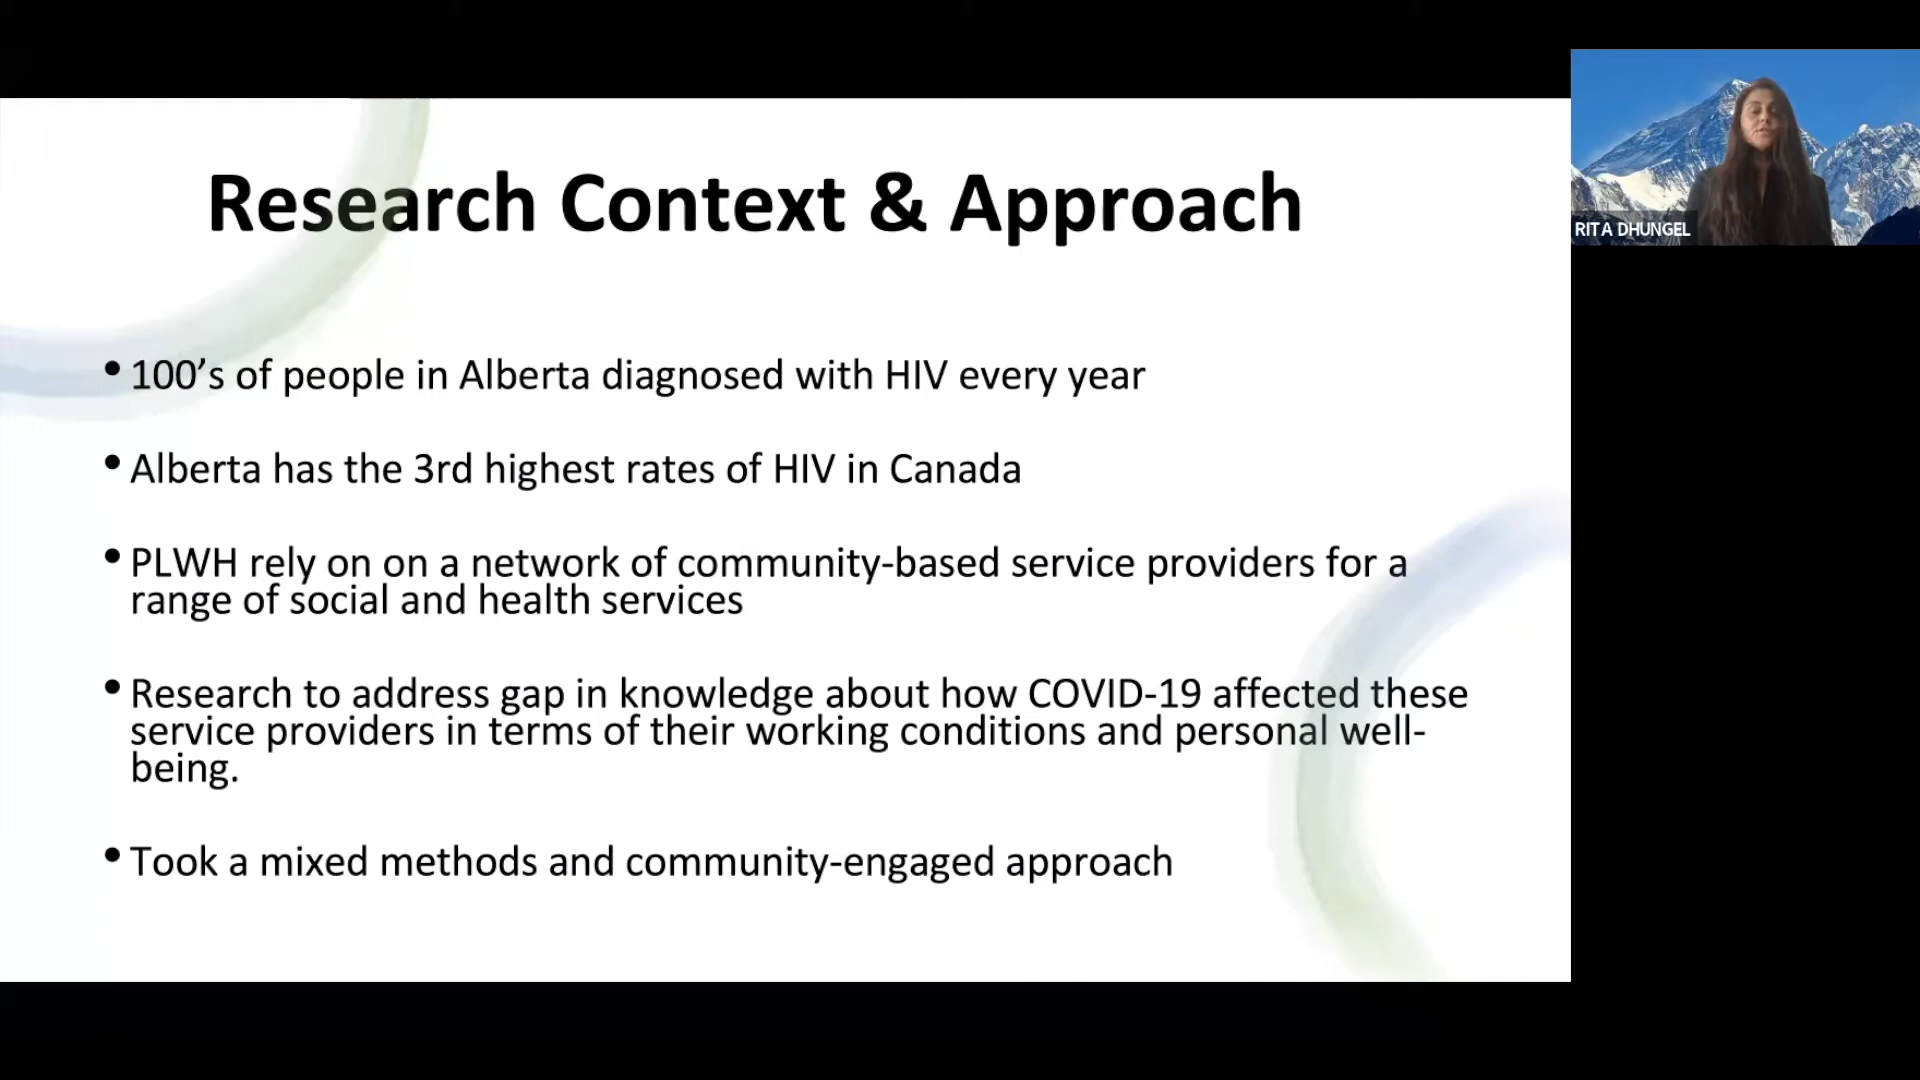 Research Context & Approach
RITA DHUNGEL
• 100’s of people in Alberta diagnosed with HIV every year
• Alberta has the 3rd highest rates of HIV in Canada
• PLWH rely on on a network of community-based service providers for a
range of social and health services
• Research to address gap in knowledge about how COVID-19 affected these
service providers in terms of their working conditions and personal well-
being.
• Took a mixed methods and community-engaged approach